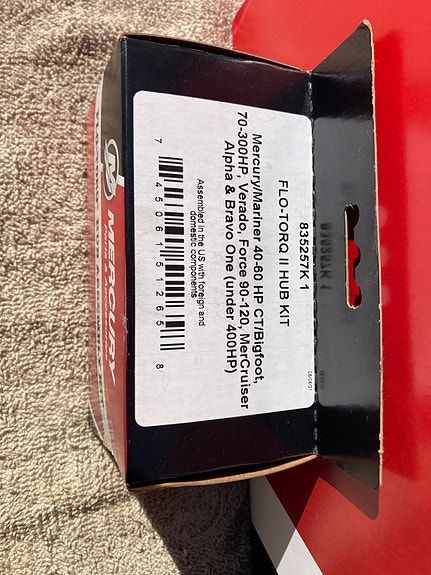 835257K 1
FLO-TORQ II HUB KIT
Mercury/Mariner 40-60 HP CT/Bigfoot,
70-300HP, Verado, Force 90-120, MerCruiser
Alpha & Bravo One (under 400HP)
Assembled in the US with foreign and
domestic components
7 45061 51265 8
MERCURY